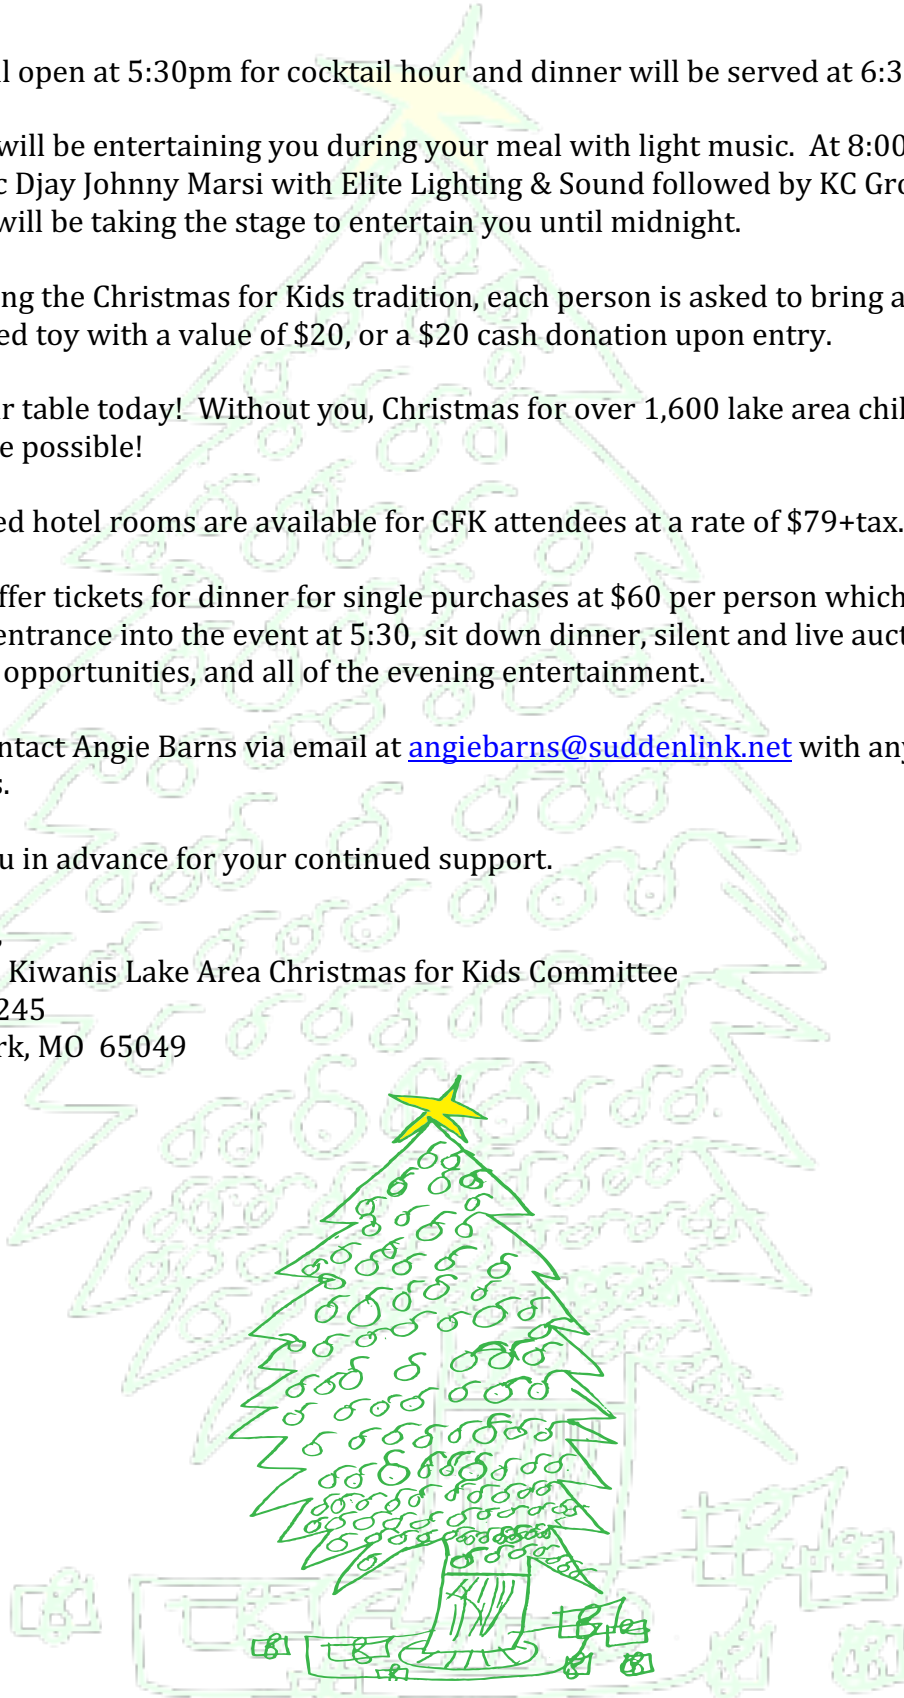 l open at 5:30pm for cocktail hour and dinner will be served at 6:3
will be entertaining you during your meal with light music.  At 8:00
c Djay Johnny Marsi with Elite Lighting & Sound followed by KC Gro
will be taking the stage to entertain you until midnight.
ng the Christmas for Kids tradition, each person is asked to bring a
ed toy with a value of $20, or a $20 cash donation upon entry.
r table today!  Without you, Christmas for over 1,600 lake area chil
e possible!
ed hotel rooms are available for CFK attendees at a rate of $79+tax.
ffer tickets for dinner for single purchases at $60 per person which
entrance into the event at 5:30, sit down dinner, silent and live auct
opportunities, and all of the evening entertainment.
ntact Angie Barns via email at angiebarns@suddenlink.net with any
s.
u in advance for your continued support.
,
Kiwanis Lake Area Christmas for Kids Committee
245
rk, MO  65049